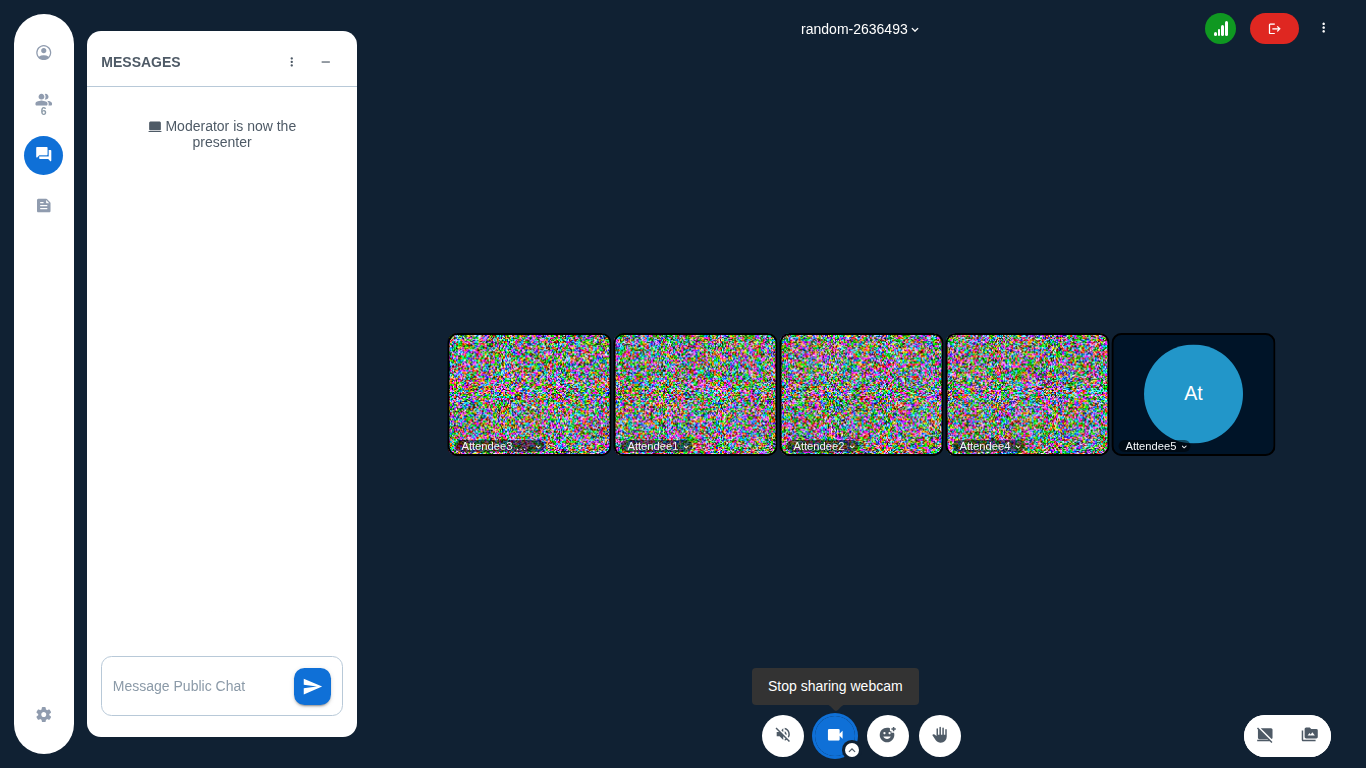 random-2636493
MESSAGES
6
Moderator is now the
presenter
Attendee3 ...
Attendee1
Attendee2
Attendee4
At
Attendee5
Message Public Chat
Stop sharing webcam